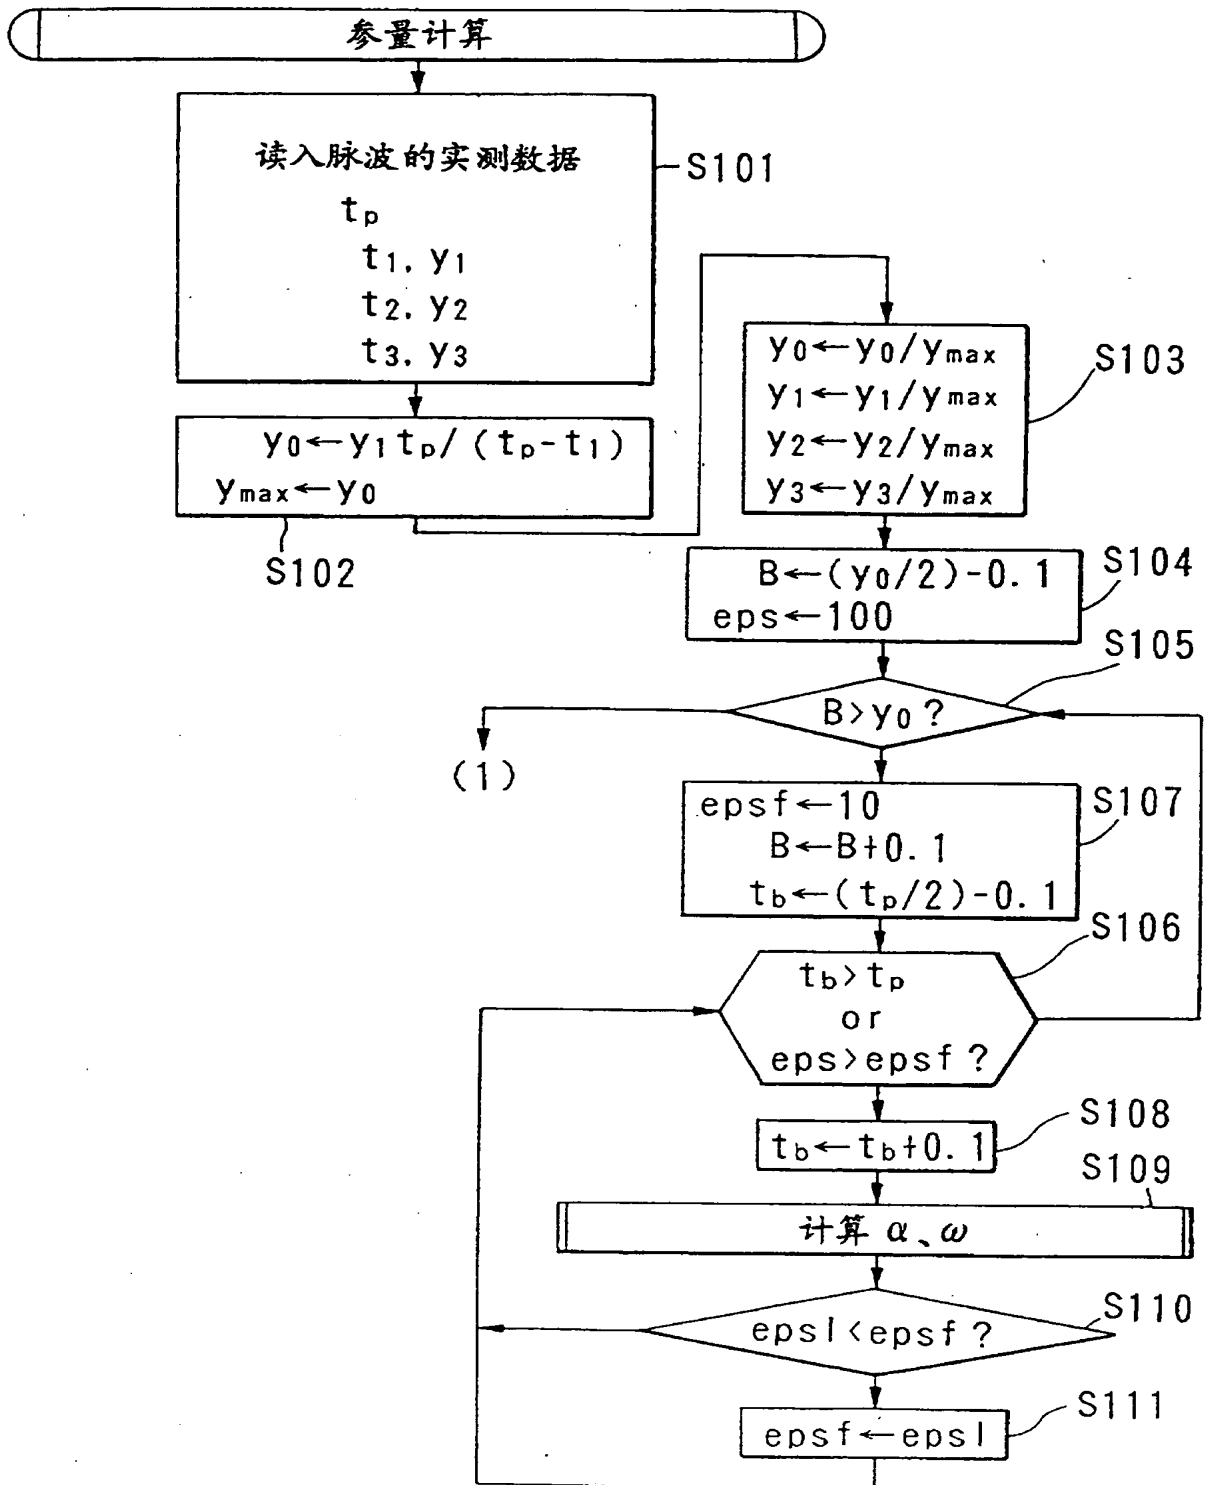 参量计算
读入脉波的实测数据
tp
t1, y1
t2, y2
t3, y3
S101
y0←y1tp/(tp-t1)
ymax←y0
S102
y0←y0/ymax
y1←y1/ymax
y2←y2/ymax
y3←y3/ymax
S103
B←(y0/2)-0.1
eps←100
S104
S105
B>y0?
(1)
epsf←10
B←B+0.1
tb←(tp/2)-0.1
S107
S106
tb>tp
or
eps>epsf?
S108
tb←tb+0.1
S109
计算 α、ω
S110
epsl<epsf?
S111
epsf←epsl